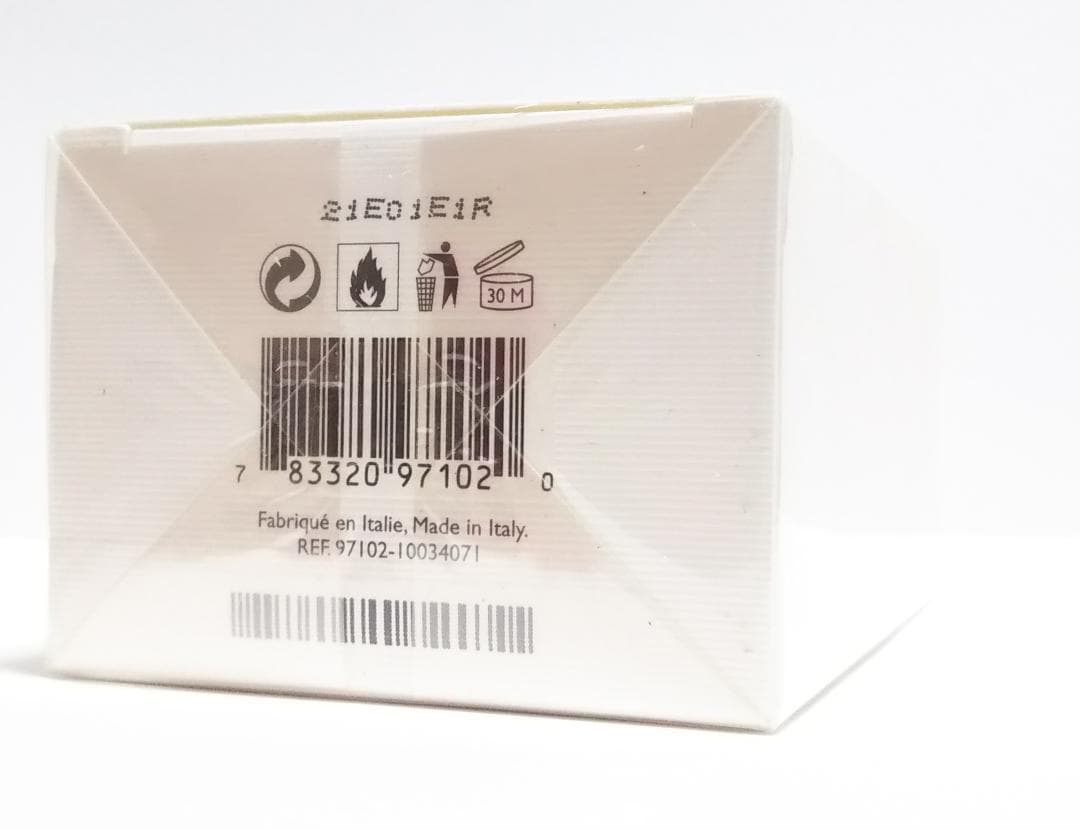 21E01E1R
30 M
7 83320 97102 0
Fabriqué en Italie, Made in Italy.
REF. 97102-10034071